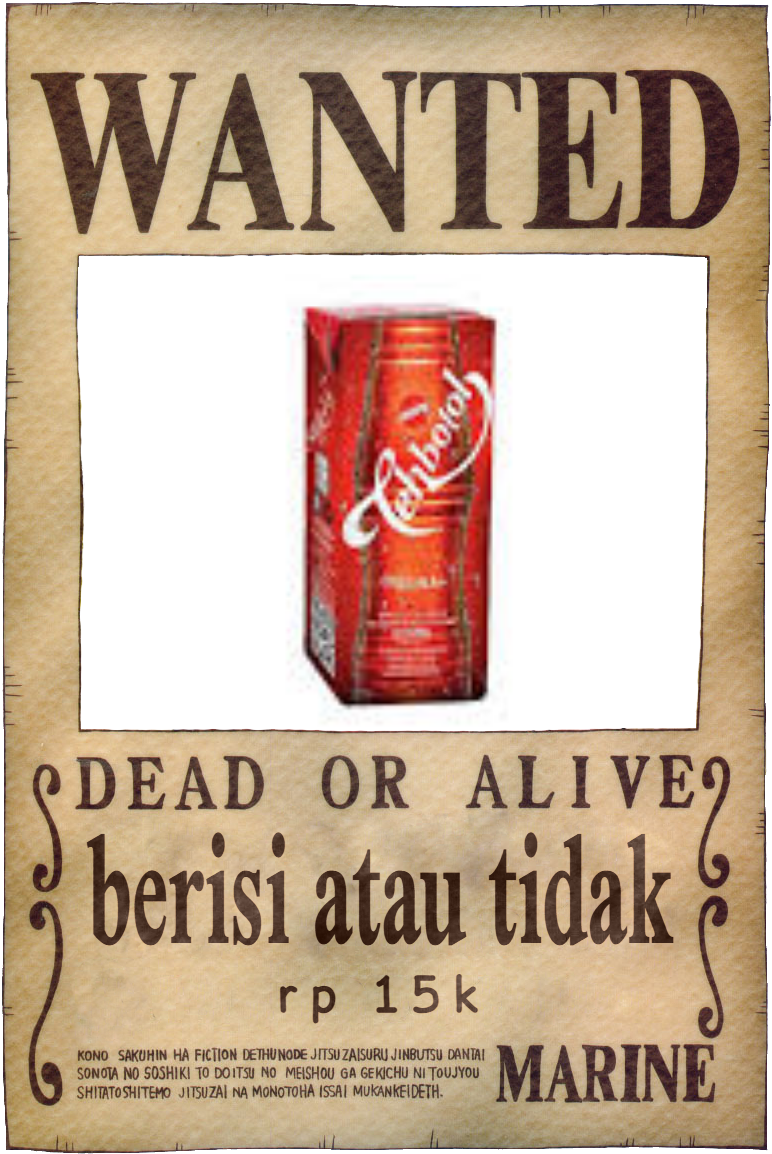 WANTED
Tehbotol
DEAD OR ALIVE
berisi atau tidak
rp 15k
KONO SAKUHIN HA FICTION DETHUNODE JITSUZAISURU JINBUTSU DANTAI
SONOTA NO SOSHIKI TO DOITSU NO MEISHOU GA GEKICHU NI TOUJYOU
SHITATOSHITEMO JITSUZAI NA MONOTOHA ISSAI MUKANKEIDETH.
MARINE